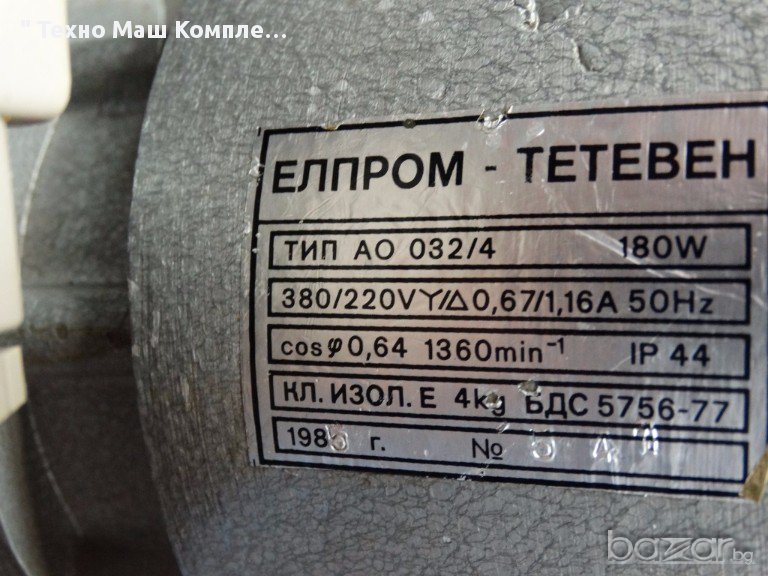 " Техно Маш Компле...
ЕЛПРОМ - ТЕТЕВЕН
ТИП АО 032/4 180W
380/220V Y/Δ 0,67/1,16А 50Hz
cosφ 0,64 1360min⁻¹ IP 44
КЛ. ИЗОЛ. Е 4kg БДС 5756-77
г. №
bazar.bg